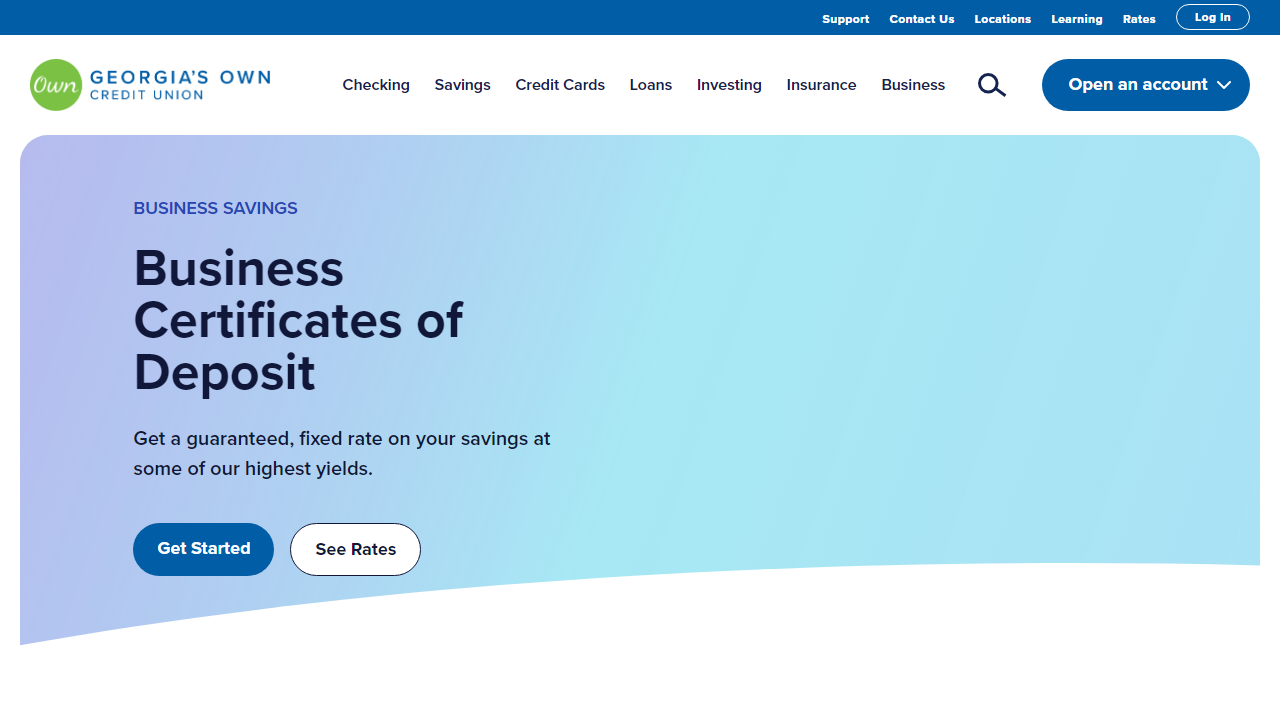 Support Contact Us Locations Learning Rates Log In
Own GEORGIA'S OWN
CREDIT UNION
Checking Savings Credit Cards Loans Investing Insurance Business Open an account
BUSINESS SAVINGS
Business
Certificates of
Deposit
Get a guaranteed, fixed rate on your savings at
some of our highest yields.
Get Started See Rates